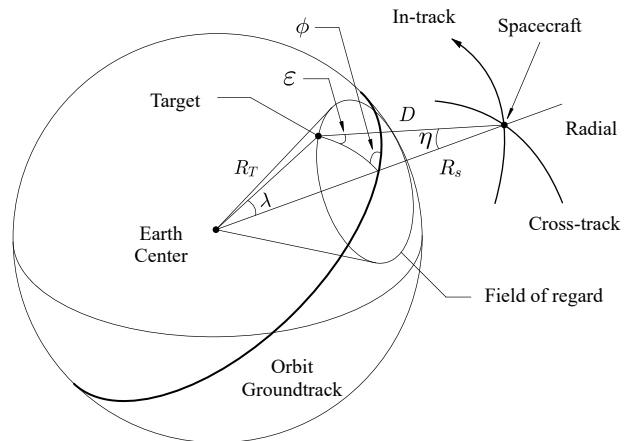 In-track
ϕ
Spacecraft
ε
D
Target
η
Radial
R_T
R_s
λ
Cross-track
Earth
Center
Field of regard
Orbit
Groundtrack